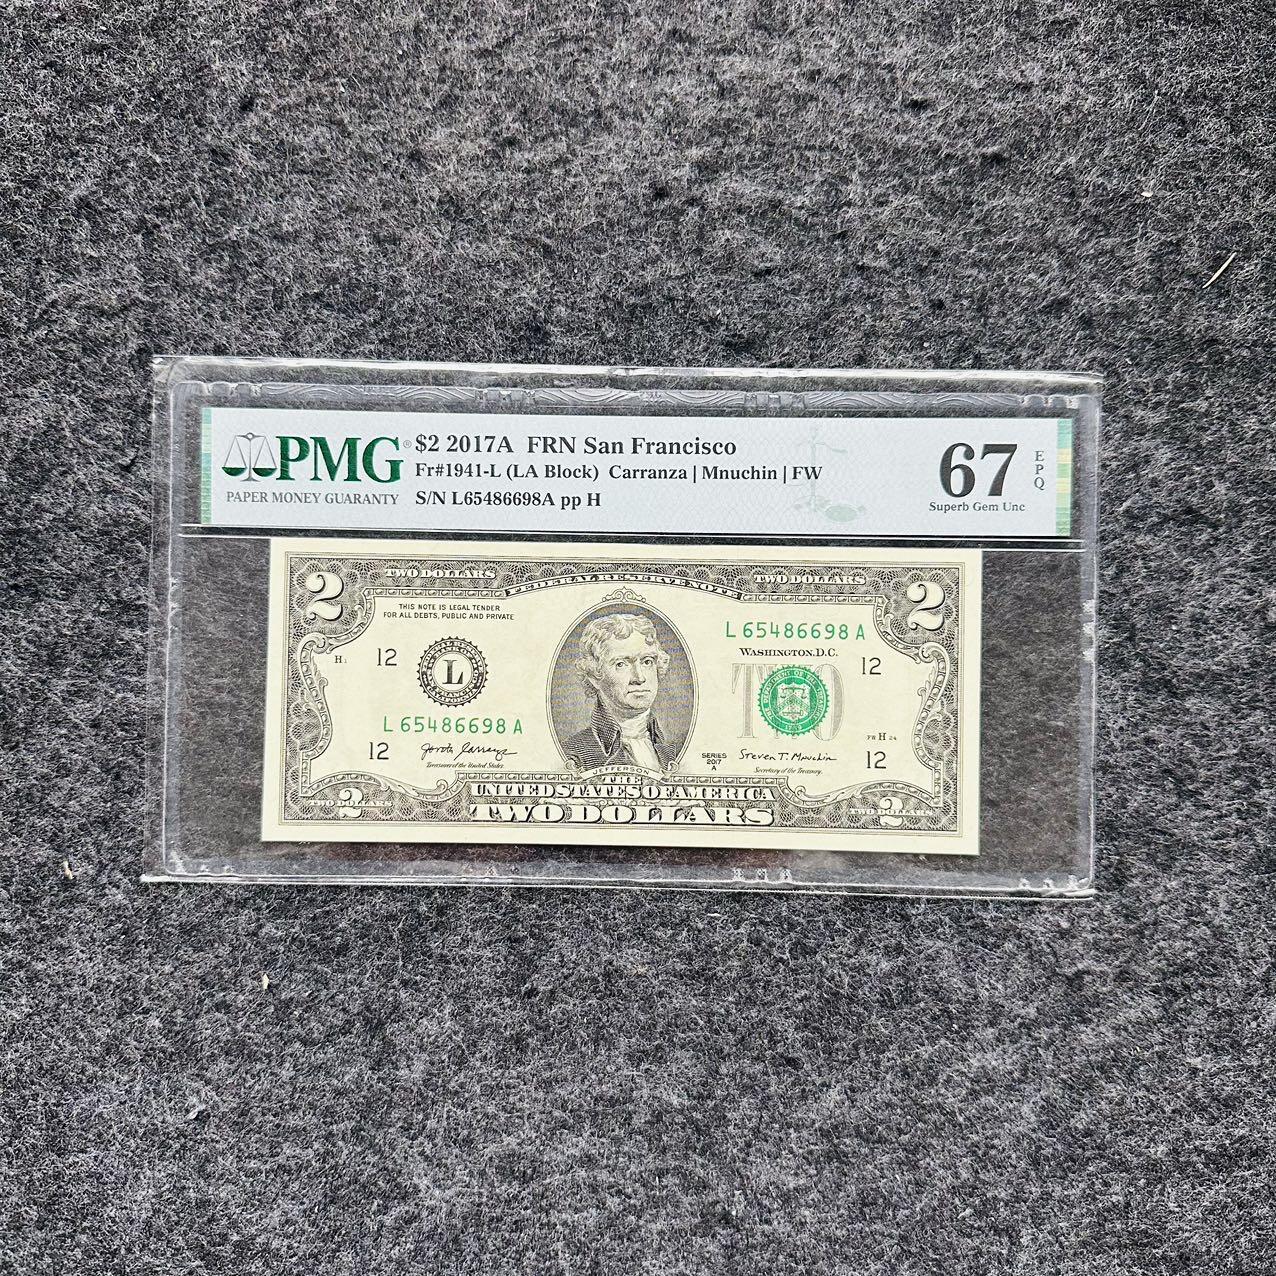 PMG®
PAPER MONEY GUARANTY
$2 2017A FRN San Francisco
Fr#1941-L (LA Block) Carranza | Mnuchin | FW
S/N L65486698A pp H
67
EPQ
Superb Gem Unc
2
TWO DOLLARS
FEDERAL RESERVE NOTE
TWO DOLLARS
2
THIS NOTE IS LEGAL TENDER
FOR ALL DEBTS, PUBLIC AND PRIVATE
L 65486698 A
WASHINGTON, D.C.
H 1
12
L
TWO
12
L 65486698 A
FW H 24
12
Treasurer of the United States.
JEFFERSON
SERIES
2017
A
Steven T. Mnuchin
Secretary of the Treasury.
12
THE
UNITED STATES OF AMERICA
TWO DOLLARS
TWO 2 DOLLARS
TWO 2 DOLLARS